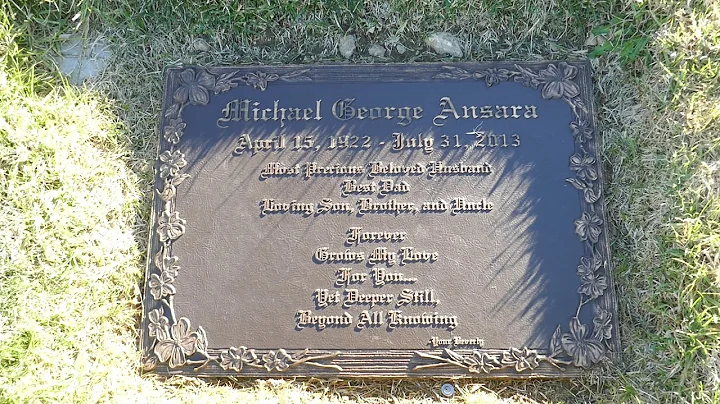 Michael George Ansara
April 15, 1922 - July 31, 2013
Most Precious Beloved Husband
Best Dad
Loving Son, Brother, and Uncle
Forever
Grows My Love
For You....
Yet Deeper Still,
Beyond All Knowing
-Your Beverly